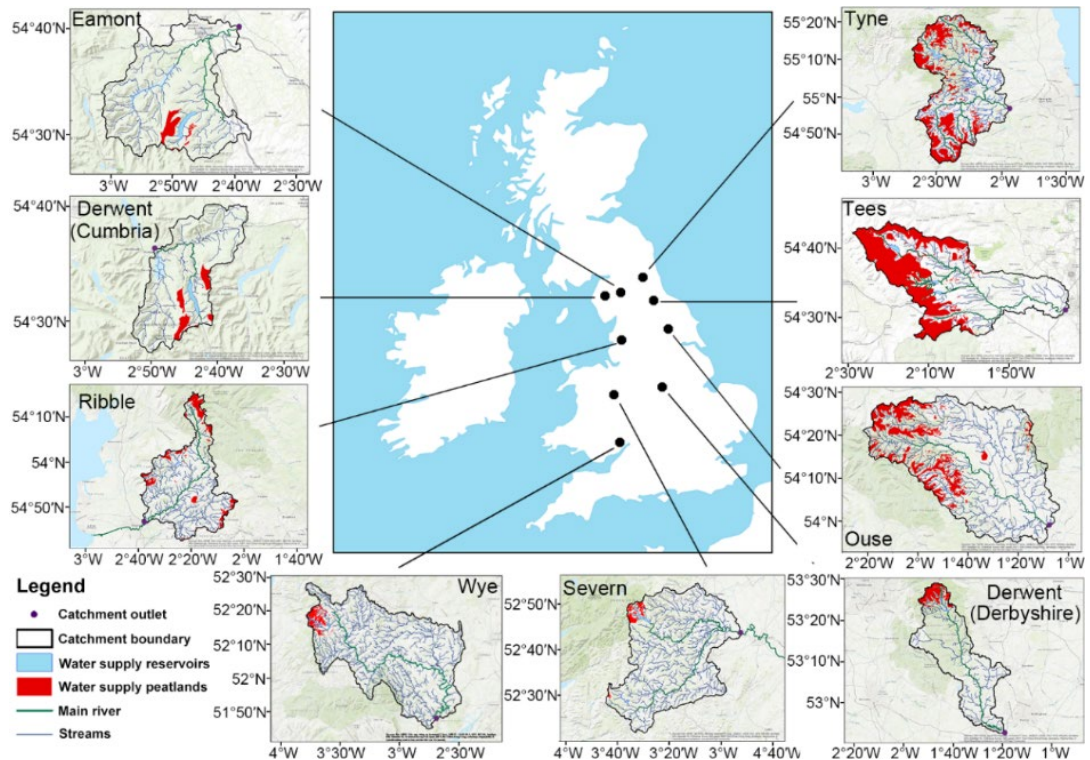 Eamont
54°40'N
54°30'N
3°W 2°50'W 2°40'W
Derwent
(Cumbria)
54°40'N
54°30'N
3°W 2°50'W 2°40'W 2°30'W
Ribble
54°10'N
54°N
54°50'N
3°W 2°40'W 2°20'W 2°W 1°40'W
Tyne
55°20'N
55°10'N
55°N
54°50'N
3°W 2°30'W 2°W 1°30'W
Tees
54°40'N
54°30'N
2°10'W 1°50'W
Ouse
54°30'N
54°20'N
54°10'N
54°N
2°20'W 1°40'W 1°20'W 1°W
Legend
Catchment outlet
Catchment boundary
Water supply reservoirs
Water supply peatlands
Main river
Streams
Wye
52°30'N
52°20'N
52°10'N
52°N
51°50'N
4°W 3°30'W 3°W 2°30'W
Severn
52°50'N
52°40'N
52°30'N
4°W 3°20'W 3°W 4°40'W
Derwent
(Derbyshire)
53°30'N
53°20'N
53°10'N
53°N
2°20'W 2°W 1°40'W 1°20'W 1°W